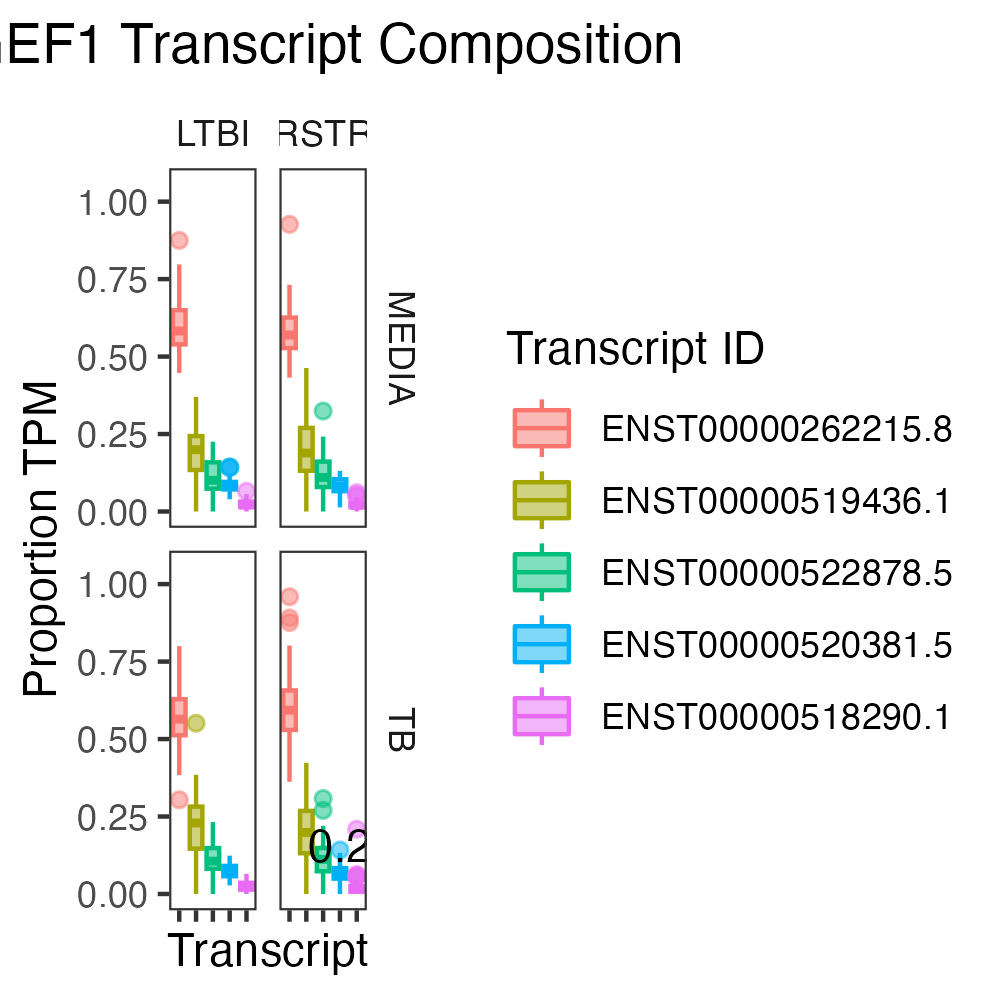 GEF1 Transcript Composition
LTBI
RSTR
1.00
0.75
0.50
0.25
0.00
MEDIA
1.00
0.75
0.50
0.25
0.00
TB
0.2
Proportion TPM
Transcript
Transcript ID
ENST00000262215.8
ENST00000519436.1
ENST00000522878.5
ENST00000520381.5
ENST00000518290.1